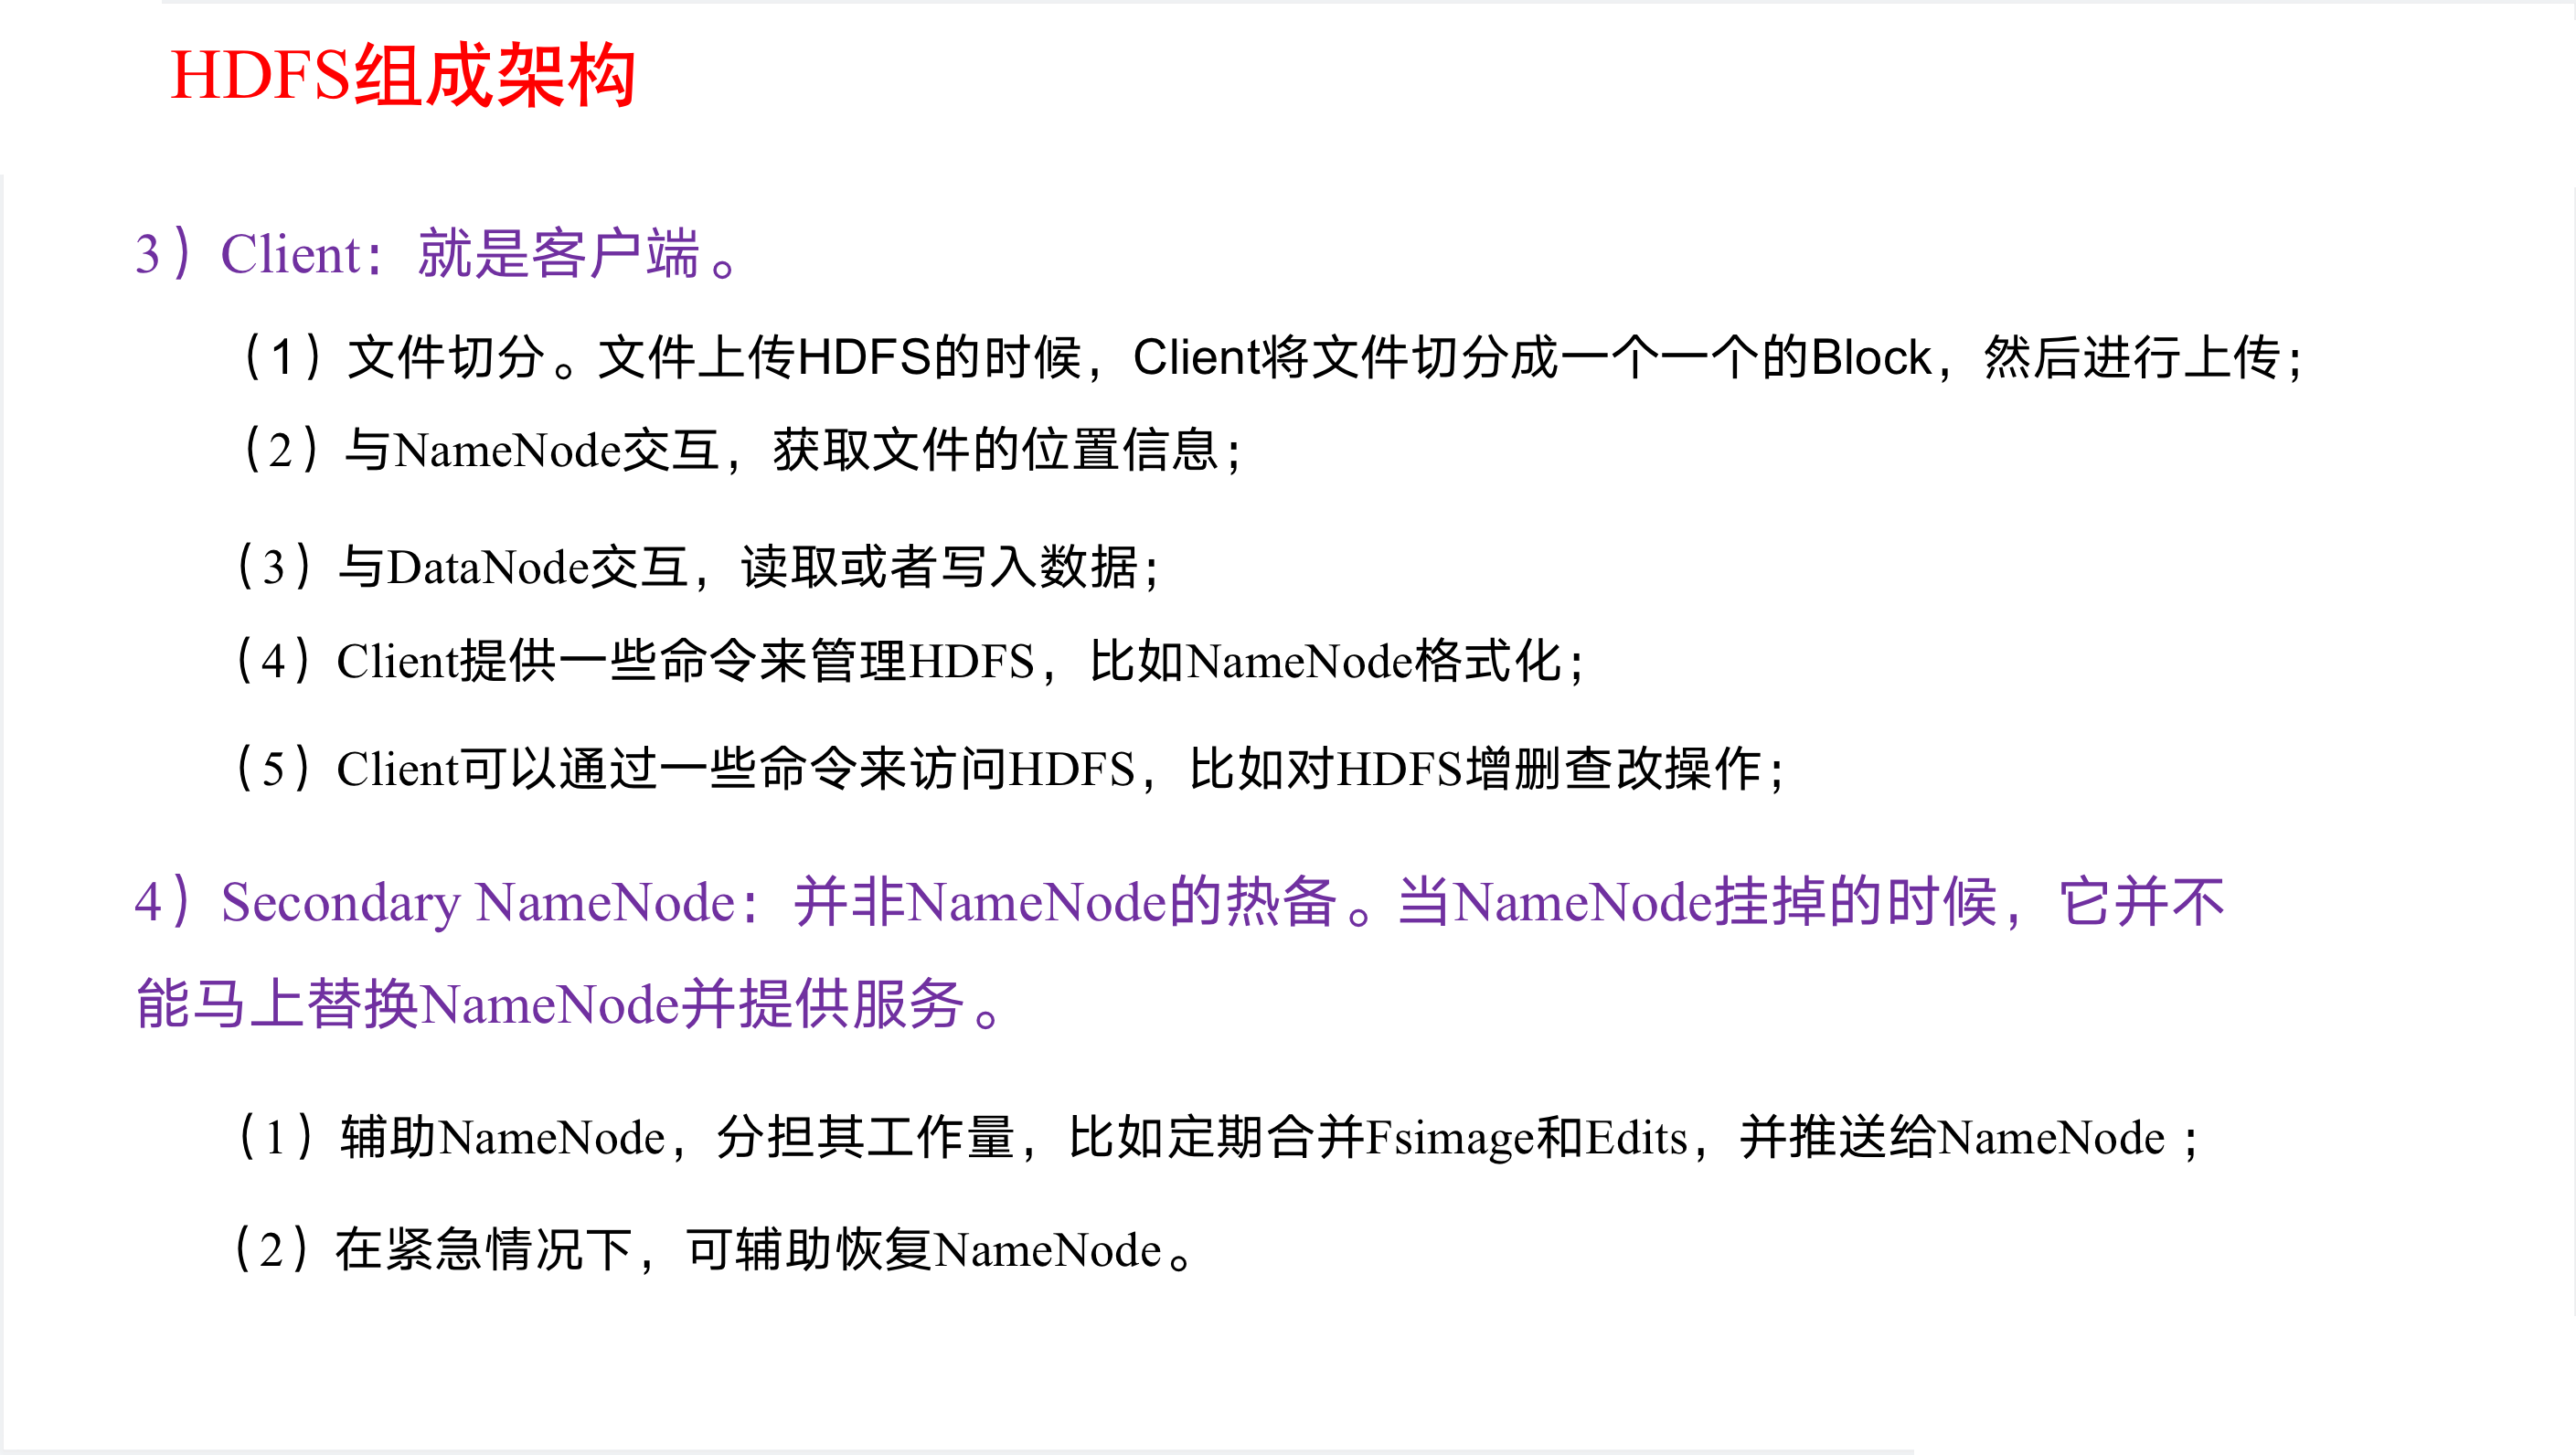 HDFS组成架构
3）Client：就是客户端。
（1）文件切分。文件上传HDFS的时候，Client将文件切分成一个一个的Block，然后进行上传；
（2）与NameNode交互，获取文件的位置信息；
（3）与DataNode交互，读取或者写入数据；
（4）Client提供一些命令来管理HDFS，比如NameNode格式化；
（5）Client可以通过一些命令来访问HDFS，比如对HDFS增删查改操作；
4）Secondary NameNode：并非NameNode的热备。当NameNode挂掉的时候，它并不
能马上替换NameNode并提供服务。
（1）辅助NameNode，分担其工作量，比如定期合并Fsimage和Edits，并推送给NameNode ；
（2）在紧急情况下，可辅助恢复NameNode。